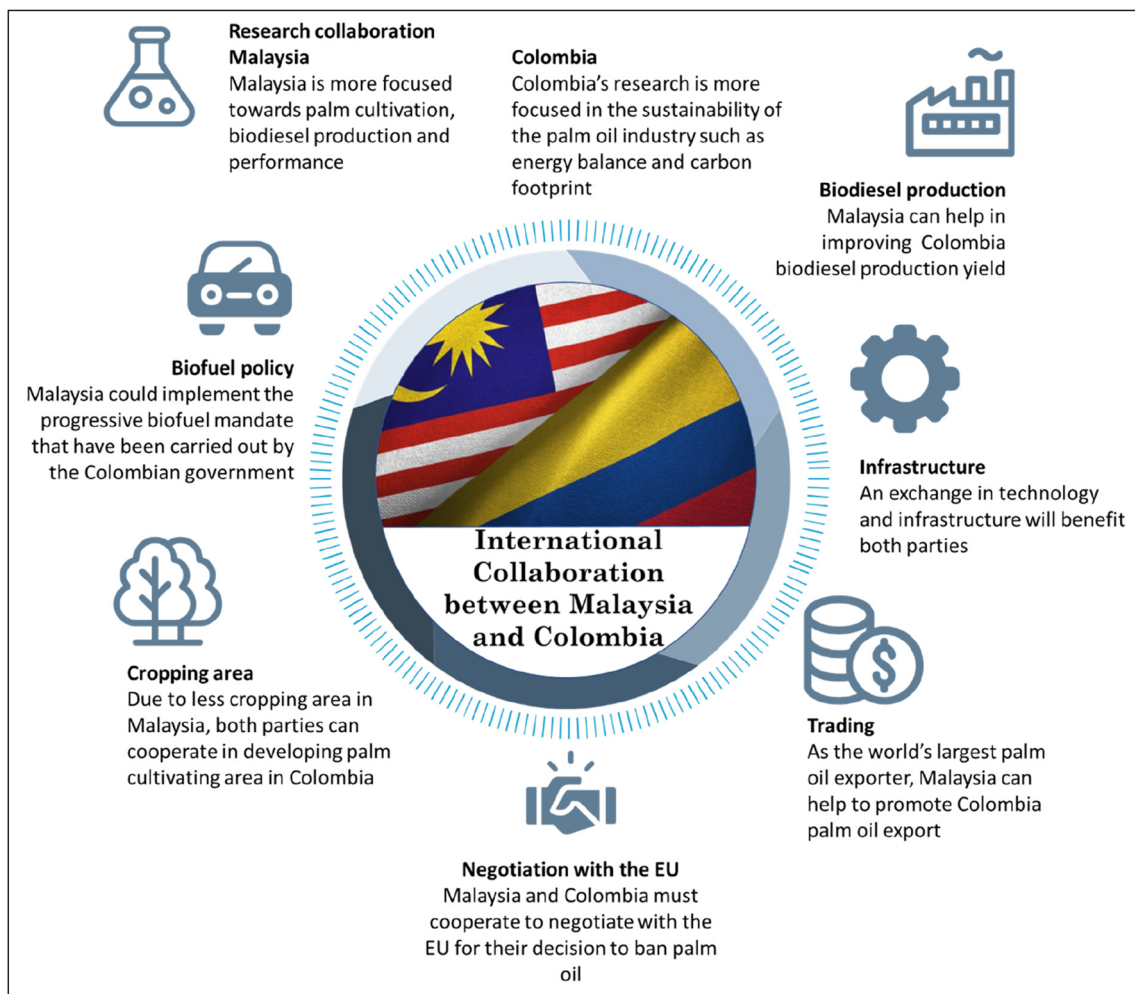 Research collaboration
Malaysia
Malaysia is more focused
towards palm cultivation,
biodiesel production and
performance
Colombia
Colombia's research is more
focused in the sustainability of
the palm oil industry such as
energy balance and carbon
footprint
Biodiesel production
Malaysia can help in
improving Colombia
biodiesel production yield
Biofuel policy
Malaysia could implement the
progressive biofuel mandate
that have been carried out by
the Colombian government
Infrastructure
An exchange in technology
and infrastructure will benefit
both parties
International
Collaboration
between Malaysia
and Colombia
Cropping area
Due to less cropping area in
Malaysia, both parties can
cooperate in developing palm
cultivating area in Colombia
$
Trading
As the world's largest palm
oil exporter, Malaysia can
help to promote Colombia
palm oil export
Negotiation with the EU
Malaysia and Colombia must
cooperate to negotiate with the
EU for their decision to ban palm
oil